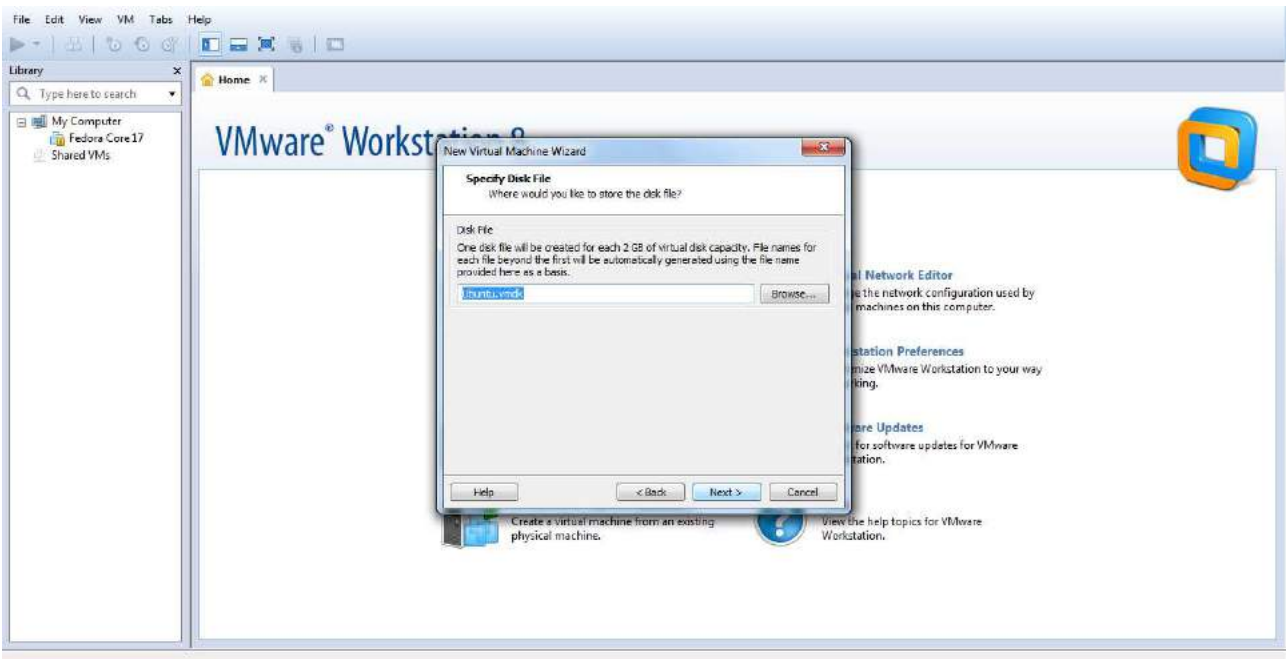 File Edit View VM Tabs Help
Library x
Type here to search
Home x
My Computer
Fedora Core 17
Shared VMs
VMware® Workstation 8
New Virtual Machine Wizard
Specify Disk File
Where would you like to store the disk file?
Disk File
One disk file will be created for each 2 GB of virtual disk capacity. File names for
each file beyond the first will be automatically generated using the file name
provided here as a basis.
Ubuntu.vmdk
Browse...
al Network Editor
e the network configuration used by
machines on this computer.
station Preferences
mize VMware Workstation to your way
king.
are Updates
for software updates for VMware
tation.
Help < Back Next > Cancel
Create a virtual machine from an existing
physical machine.
View the help topics for VMware
Workstation.